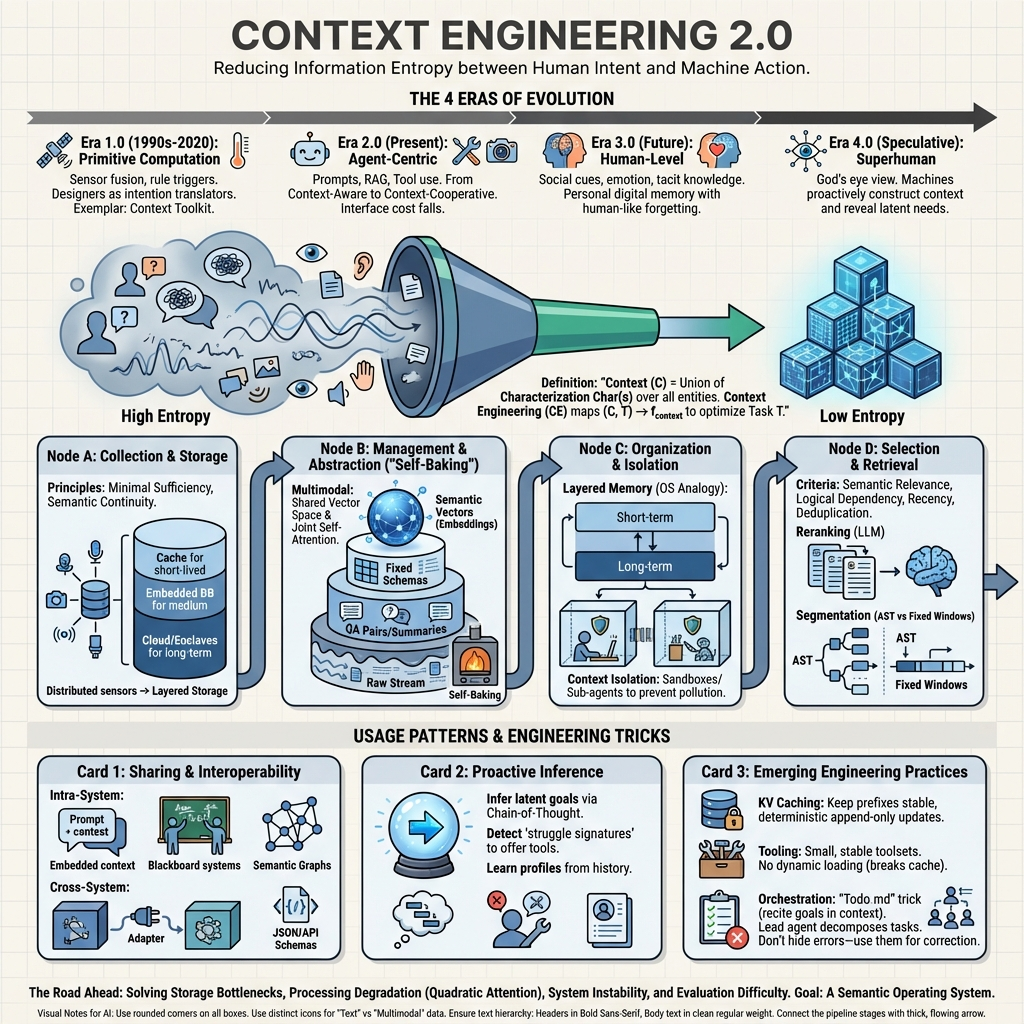 CONTEXT ENGINEERING 2.0
Reducing Information Entropy between Human Intent and Machine Action.
THE 4 ERAS OF EVOLUTION
Era 1.0 (1990s-2020):
Primitive Computation
Sensor fusion, rule triggers.
Designers as intention translators.
Exemplar: Context Toolkit.
Era 2.0 (Present):
Agent-Centric
Prompts, RAG, Tool use. From
Context-Aware to Context-Cooperative.
Interface cost falls.
Era 3.0 (Future):
Human-Level
Social cues, emotion, tacit knowledge.
Personal digital memory with
human-like forgetting.
Era 4.0 (Speculative):
Superhuman
God's eye view. Machines
proactively construct context
and reveal latent needs.
High Entropy
Definition: "Context (C) = Union of
Characterization Char(s) over all entities. Context
Engineering (CE) maps (C, T) → f_context to optimize Task T."
Low Entropy
Node A: Collection & Storage
Principles: Minimal Sufficiency,
Semantic Continuity.
Cache for
short-lived
Embedded BB
for medium
Cloud/Eoclaves
for long-term
Distributed sensors → Layered Storage
Node B: Management &
Abstraction ("Self-Baking")
Multimodal:
Shared Vector
Space &
Joint Self-
Attention.
Semantic
Vectors
(Embeddings)
Fixed
Schemas
QA Pairs/Summaries
Raw Stream
Self-Baking
Node C: Organization
& Isolation
Layered Memory (OS Analogy):
Short-term
Long-term
Context Isolation: Sandboxes/
Sub-agents to prevent pollution.
Node D: Selection
& Retrieval
Criteria: Semantic Relevance,
Logical Dependency, Recency,
Deduplication.
Reranking (LLM)
Segmentation (AST vs Fixed Windows)
AST
AST
Fixed Windows
USAGE PATTERNS & ENGINEERING TRICKS
Card 1: Sharing & Interoperability
Intra-System:
Prompt
+ contest
Embedded context
Blackboard systems
Semantic Graphs
Cross-System:
Adapter
JSON/API
Schemas
Card 2: Proactive Inference
Infer latent goals via
Chain-of-Thought.
Detect 'struggle signatures'
to offer tools.
Learn profiles from history.
Card 3: Emerging Engineering Practices
KV Caching: Keep prefixes stable,
deterministic append-only updates.
Tooling: Small, stable toolsets.
No dynamic loading (breaks cache).
Orchestration: "Todo.md" trick
(recite goals in context).
Lead agent decomposes tasks.
Don't hide errors—use them for correction.
The Road Ahead: Solving Storage Bottlenecks, Processing Degradation (Quadratic Attention), System Instability, and Evaluation Difficulty. Goal: A Semantic Operating System.
Visual Notes for AI: Use rounded corners on all boxes. Use distinct icons for "Text" vs "Multimodal" data. Ensure text hierarchy: Headers in Bold Sans-Serif, Body text in clean regular weight. Connect the pipeline stages with thick, flowing arrow.